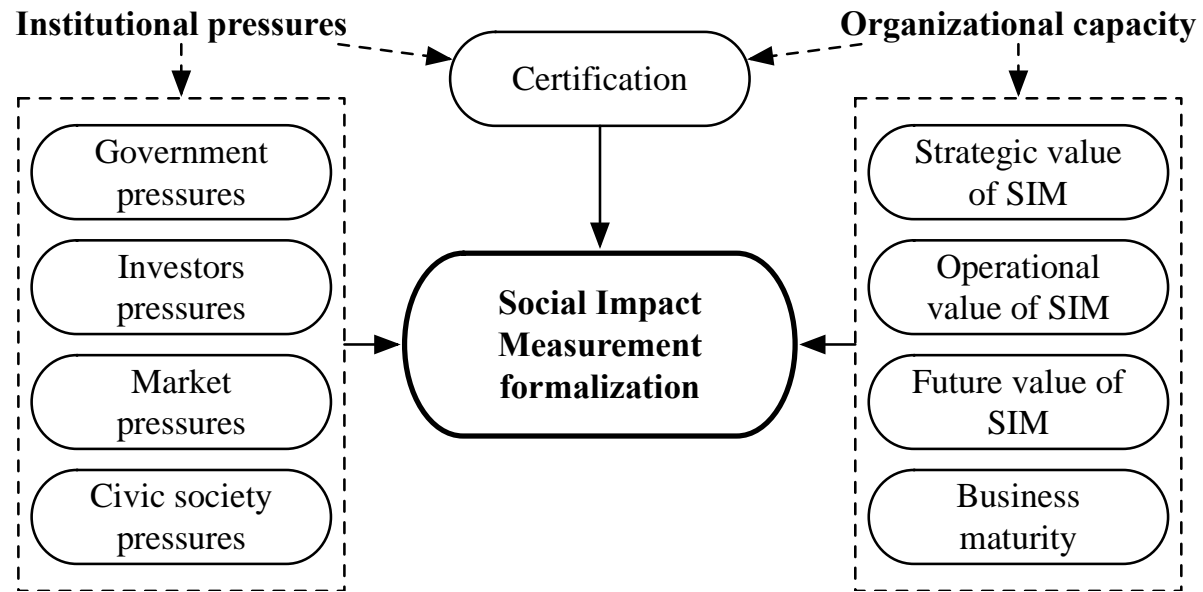 Institutional pressures
Organizational capacity
Certification
Government
pressures
Investors
pressures
Market
pressures
Civic society
pressures
Social Impact
Measurement
formalization
Strategic value
of SIM
Operational
value of SIM
Future value of
SIM
Business
maturity